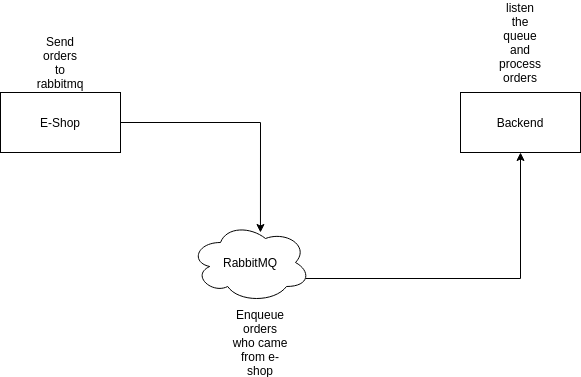 listen
the
queue
and
process
orders
Send
orders
to
rabbitmq
E-Shop
Backend
RabbitMQ
Enqueue
orders
who came
from e-
shop